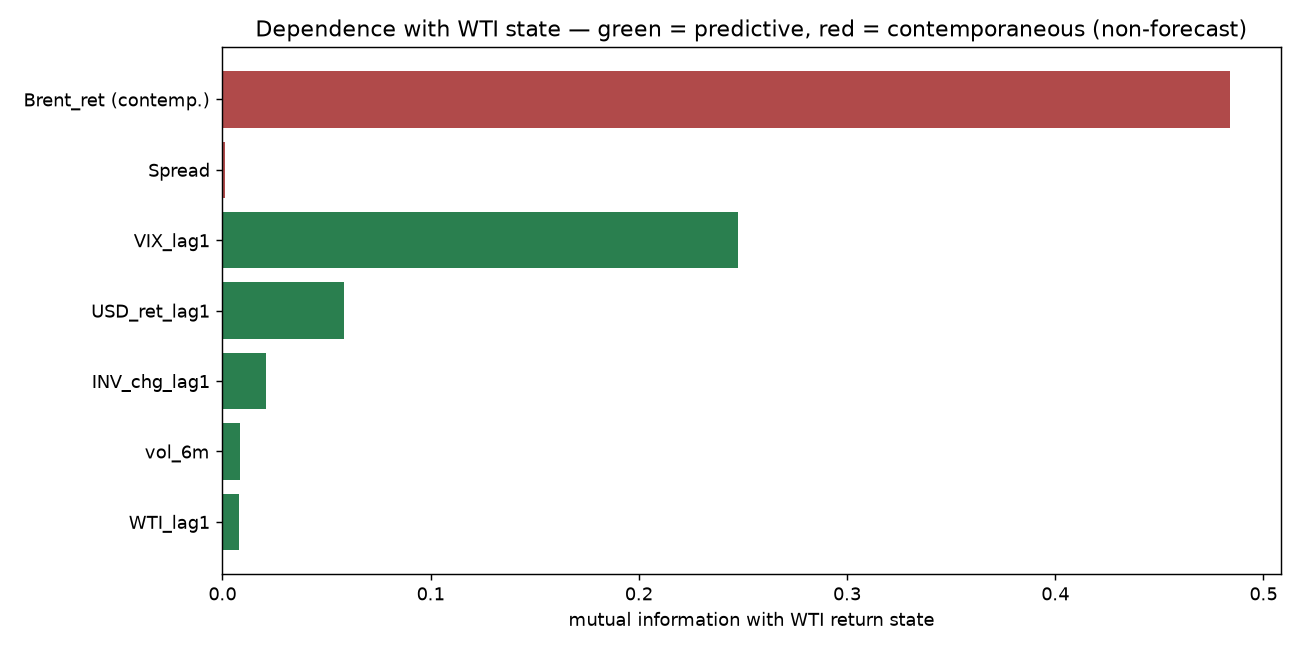 Dependence with WTI state — green = predictive, red = contemporaneous (non-forecast)
Brent_ret (contemp.)
Spread
VIX_lag1
USD_ret_lag1
INV_chg_lag1
vol_6m
WTI_lag1
0.0 0.1 0.2 0.3 0.4 0.5
mutual information with WTI return state